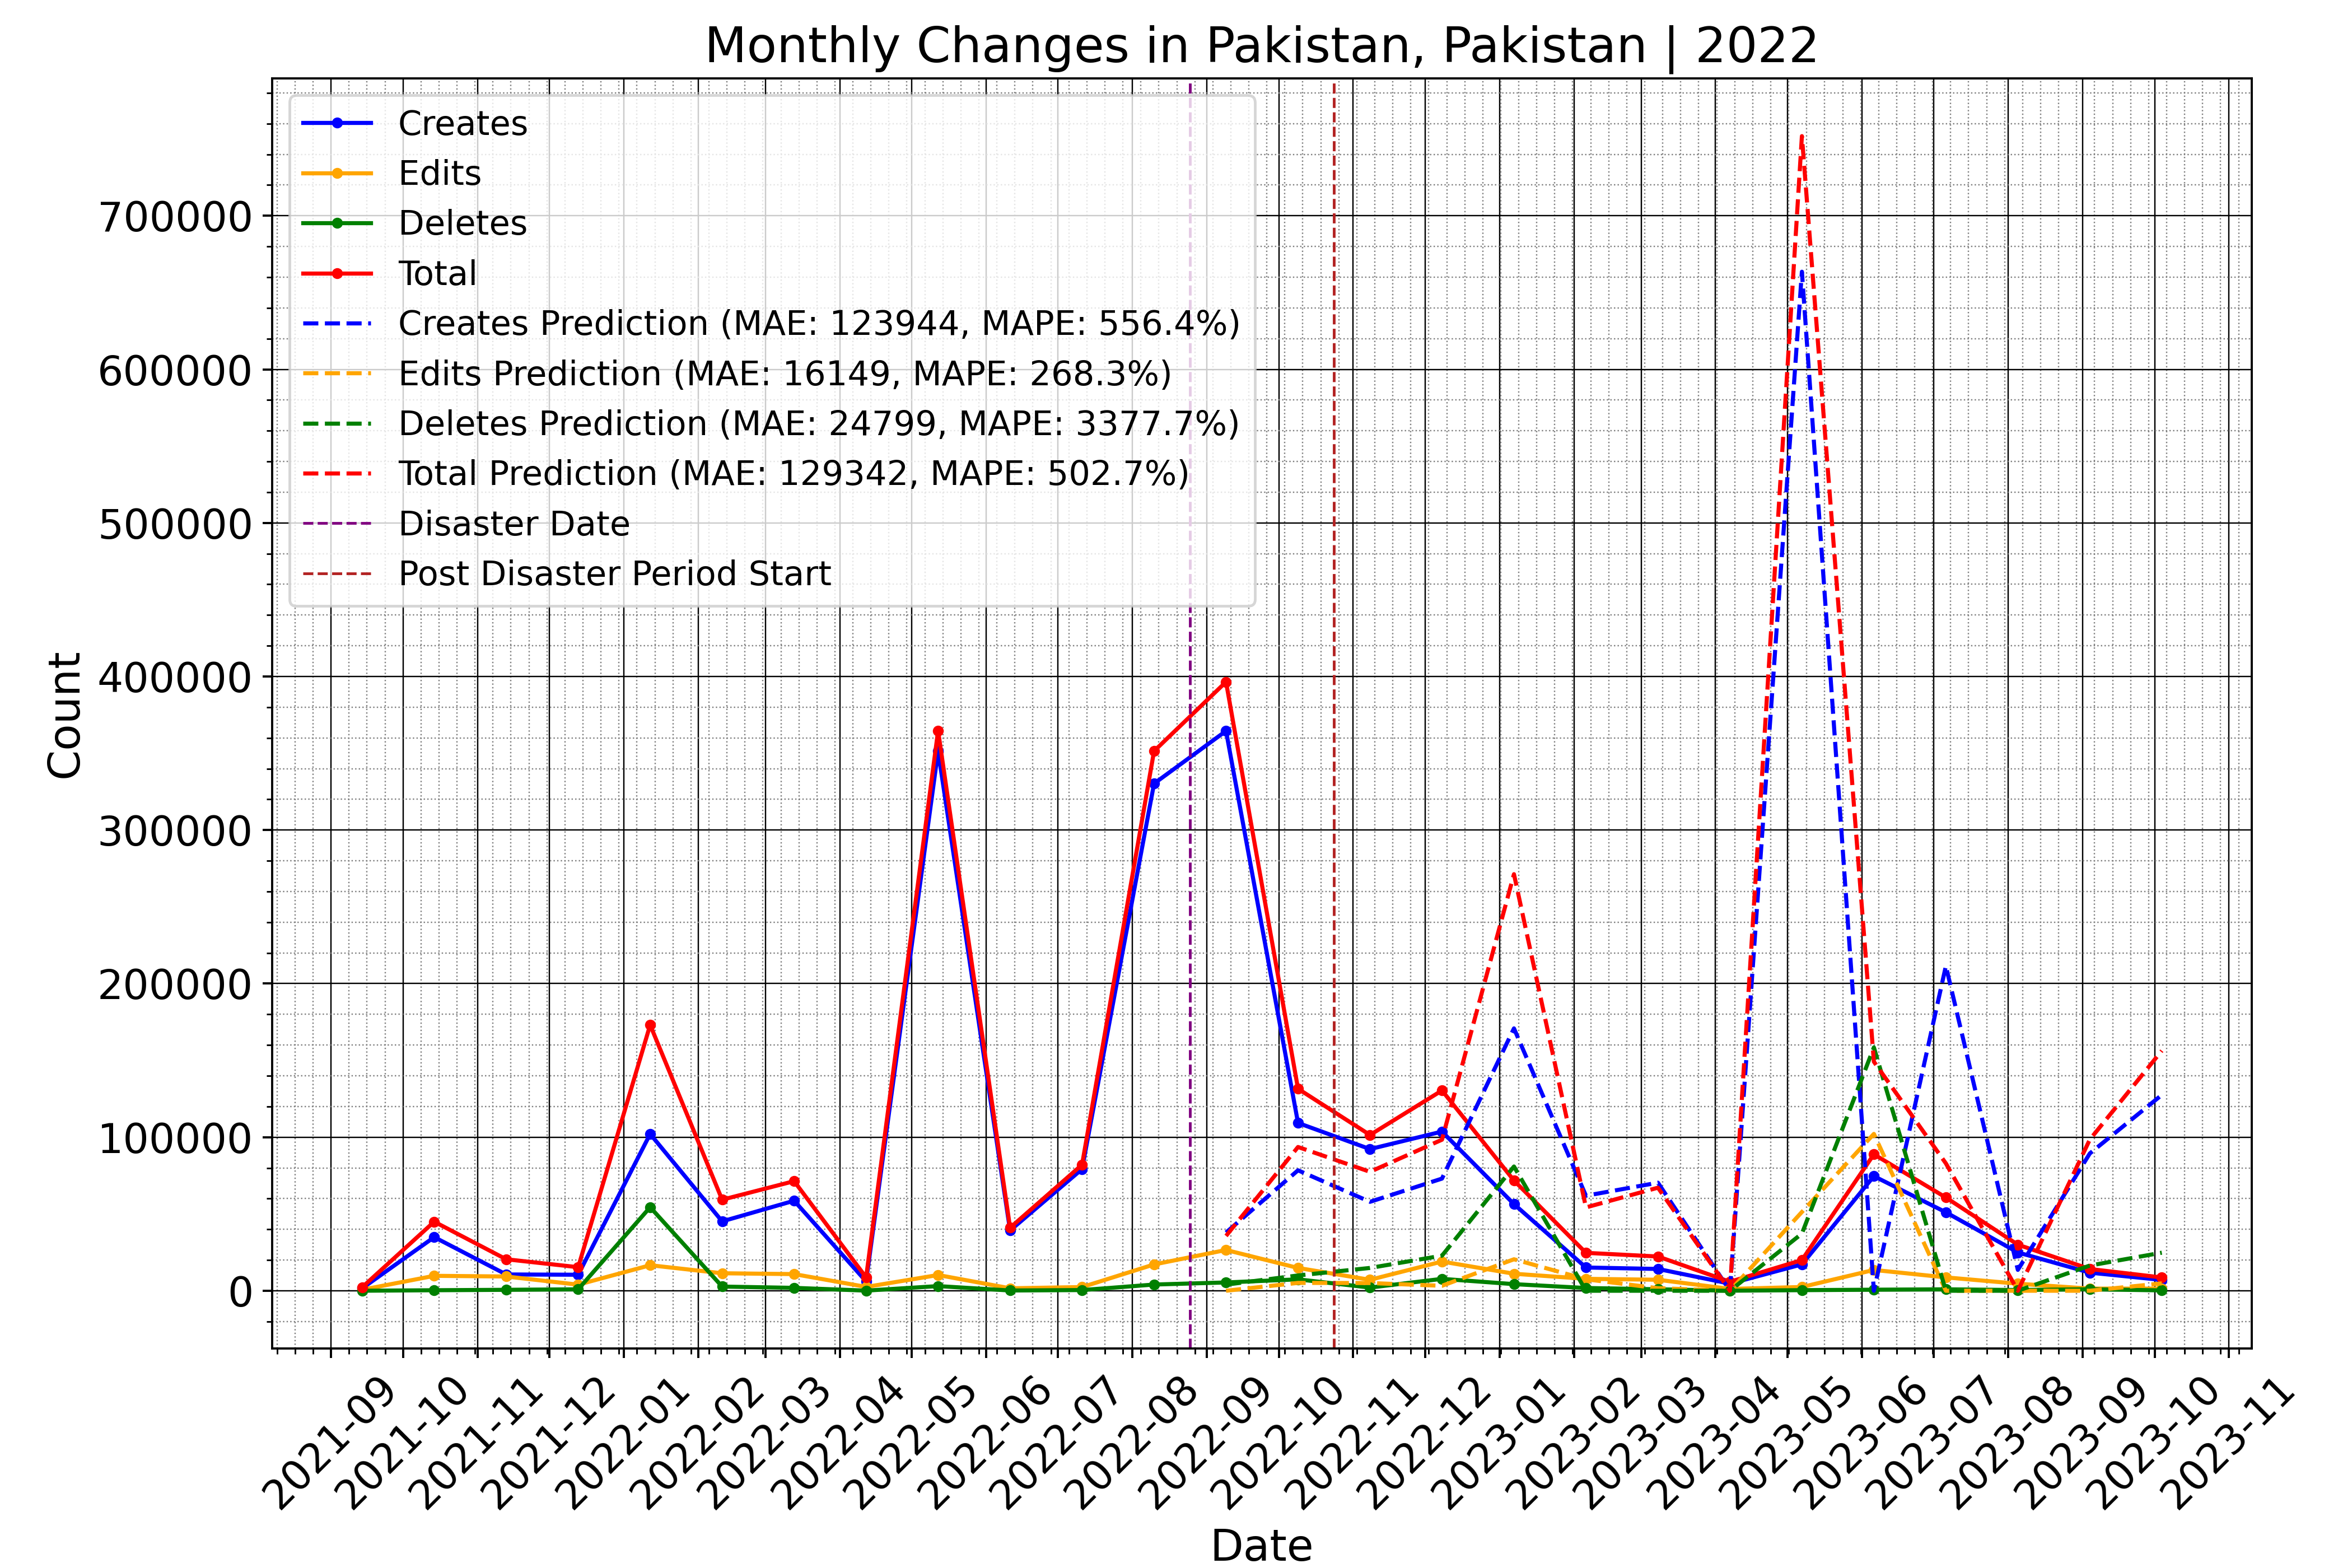 Monthly Changes in Pakistan, Pakistan | 2022
Creates
Edits
Deletes
Total
Creates Prediction (MAE: 123944, MAPE: 556.4%)
Edits Prediction (MAE: 16149, MAPE: 268.3%)
Deletes Prediction (MAE: 24799, MAPE: 3377.7%)
Total Prediction (MAE: 129342, MAPE: 502.7%)
Disaster Date
Post Disaster Period Start
700000
600000
500000
400000
300000
200000
100000
0
Count
2021-09
2021-10
2021-11
2021-12
2022-01
2022-02
2022-03
2022-04
2022-05
2022-06
2022-07
2022-08
2022-09
2022-10
2022-11
2022-12
2023-01
2023-02
2023-03
2023-04
2023-05
2023-06
2023-07
2023-08
2023-09
2023-10
2023-11
Date